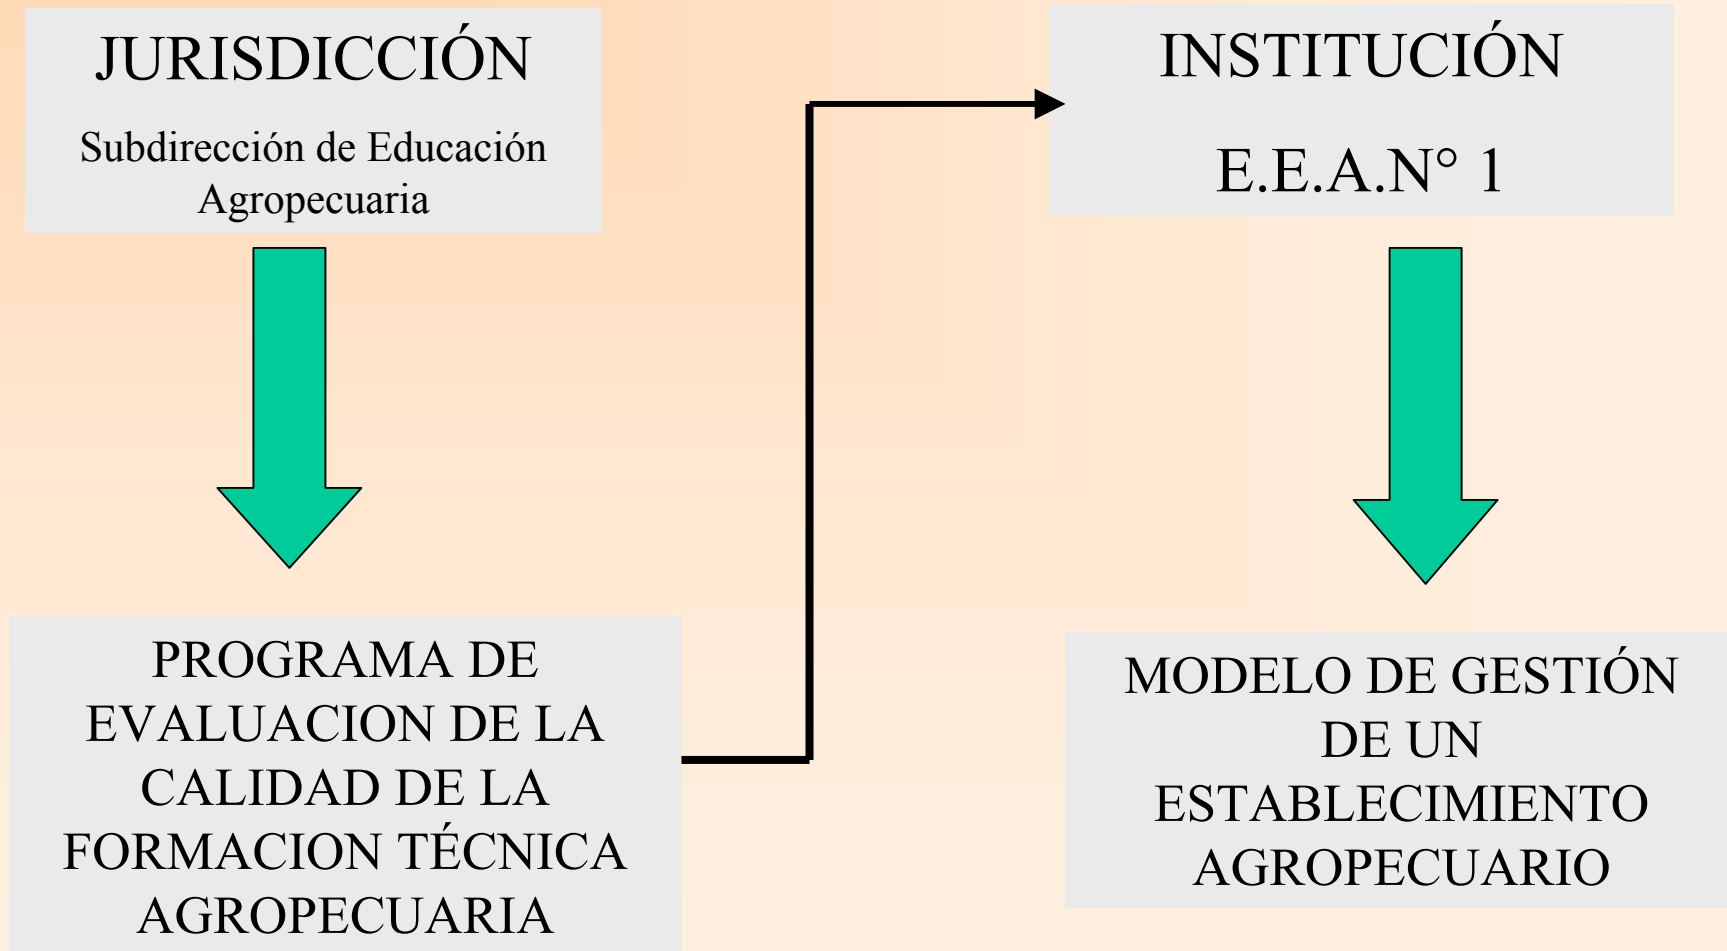 JURISDICCIÓN
Subdirección de Educación
Agropecuaria
PROGRAMA DE
EVALUACION DE LA
CALIDAD DE LA
FORMACION TÉCNICA
AGROPECUARIA
INSTITUCIÓN
E.E.A.N° 1
MODELO DE GESTIÓN
DE UN
ESTABLECIMIENTO
AGROPECUARIO